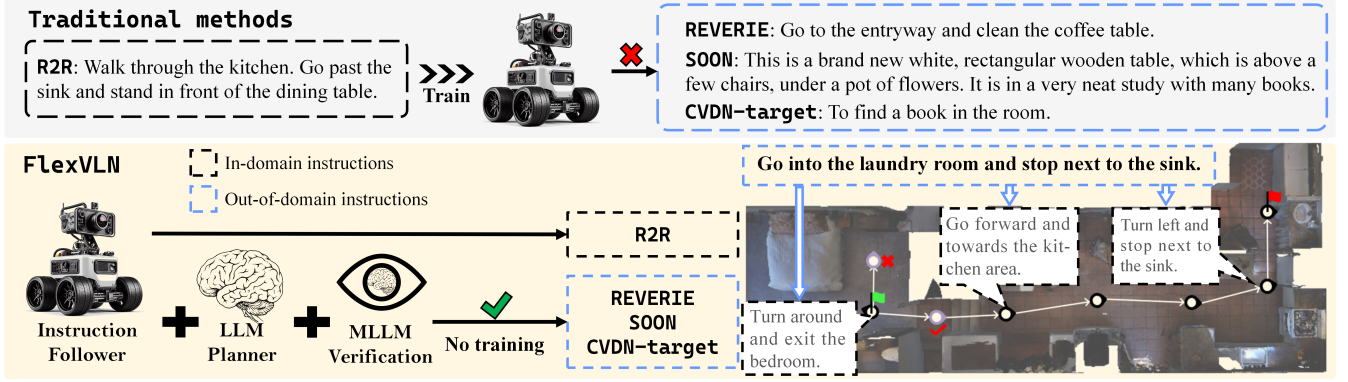 Traditional methods
R2R: Walk through the kitchen. Go past the
sink and stand in front of the dining table.
Train
REVERIE: Go to the entryway and clean the coffee table.
SOON: This is a brand new white, rectangular wooden table, which is above a
few chairs, under a pot of flowers. It is in a very neat study with many books.
CVDN-target: To find a book in the room.
FlexVLN
In-domain instructions
Out-of-domain instructions
R2R
Instruction
Follower
LLM
Planner
MLLM
Verification
No training
REVERIE
SOON
CVDN-target
Go into the laundry room and stop next to the sink.
Turn around
and exit the
bedroom.
Go forward and
towards the kit-
chen area.
Turn left and
stop next to
the sink.